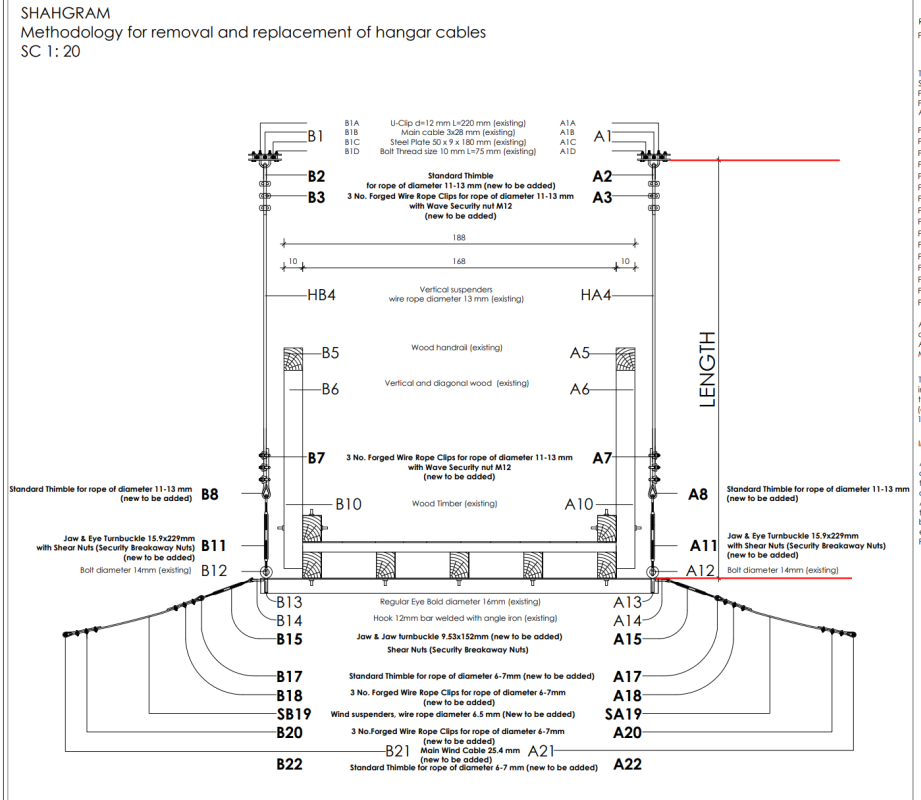 SHAHGRAM
Methodology for removal and replacement of hangar cables
SC 1: 20
B1A U-Clip d=12 mm L=220 mm (existing) A1A
B1 B1B Main cable 3x28 mm (existing) A1B A1
B1C Steel Plate 50 x 9 x 180 mm (existing) A1C
B1D Bolt Thread size 10 mm L=75 mm (existing) A1D
B2 Standard Thimble A2
for rope of diameter 11-13 mm (new to be added)
B3 3 No. Forged Wire Rope Clips for rope of diameter 11-13 mm A3
with Wave Security nut M12
(new to be added)
188
10 168 10
HB4 Vertical suspenders HA4
wire rope diameter 13 mm (existing)
LENGTH
B5 Wood handrail (existing) A5
B6 Vertical and diagonal wood (existing) A6
B7 3 No. Forged Wire Rope Clips for rope of diameter 11-13 mm A7
with Wave Security nut M12
(new to be added)
Standard Thimble for rope of diameter 11-13 mm B8 A8 Standard Thimble for rope of diameter 11-13 mm
(new to be added) (new to be added)
B10 Wood Timber (existing) A10
Jaw & Eye Turnbuckle 15.9x229mm Jaw & Eye Turnbuckle 15.9x229mm
with Shear Nuts (Security Breakaway Nuts) B11 A11 with Shear Nuts (Security Breakaway Nuts)
(new to be added) (new to be added)
Bolt diameter 14mm (existing) B12 A12 Bolt diameter 14mm (existing)
B13 Regular Eye Bold diameter 16mm (existing) A13
B14 Hook 12mm bar welded with angle iron (existing) A14
B15 Jaw & Jaw turnbuckle 9.53x152mm (new to be added) A15
Shear Nuts (Security Breakaway Nuts)
B17 Standard Thimble for rope of diameter 6-7mm (new to be added) A17
B18 3 No. Forged Wire Rope Clips for rope of diameter 6-7mm A18
(new to be added)
SB19 Wind suspenders, wire rope diameter 6.5 mm (New to be added) SA19
B20 3 No.Forged Wire Rope Clips for rope of diameter 6-7mm A20
(new to be added)
B21 Main Wind Cable 25.4 mm A21
(new to be added)
B22 Standard Thimble for rope of diameter 6-7 mm (new to be added) A22